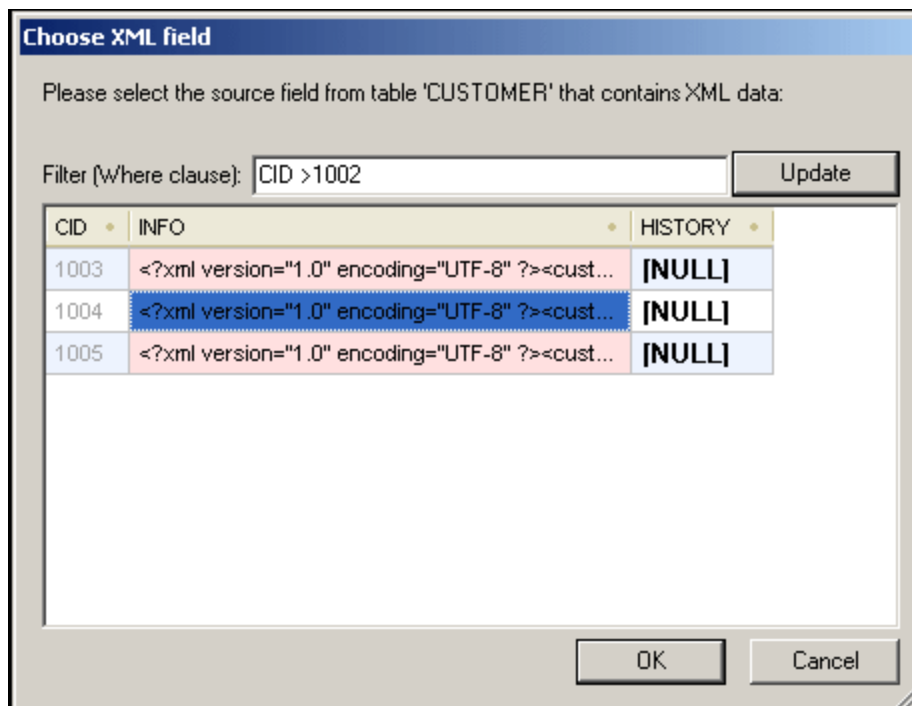 Choose XML field
Please select the source field from table 'CUSTOMER' that contains XML data:
Filter (Where clause): CID >1002 Update
CID INFO HISTORY
1003 <?xml version="1.0" encoding="UTF-8" ?><cust... [NULL]
1004 <?xml version="1.0" encoding="UTF-8" ?><cust... [NULL]
1005 <?xml version="1.0" encoding="UTF-8" ?><cust... [NULL]
OK Cancel